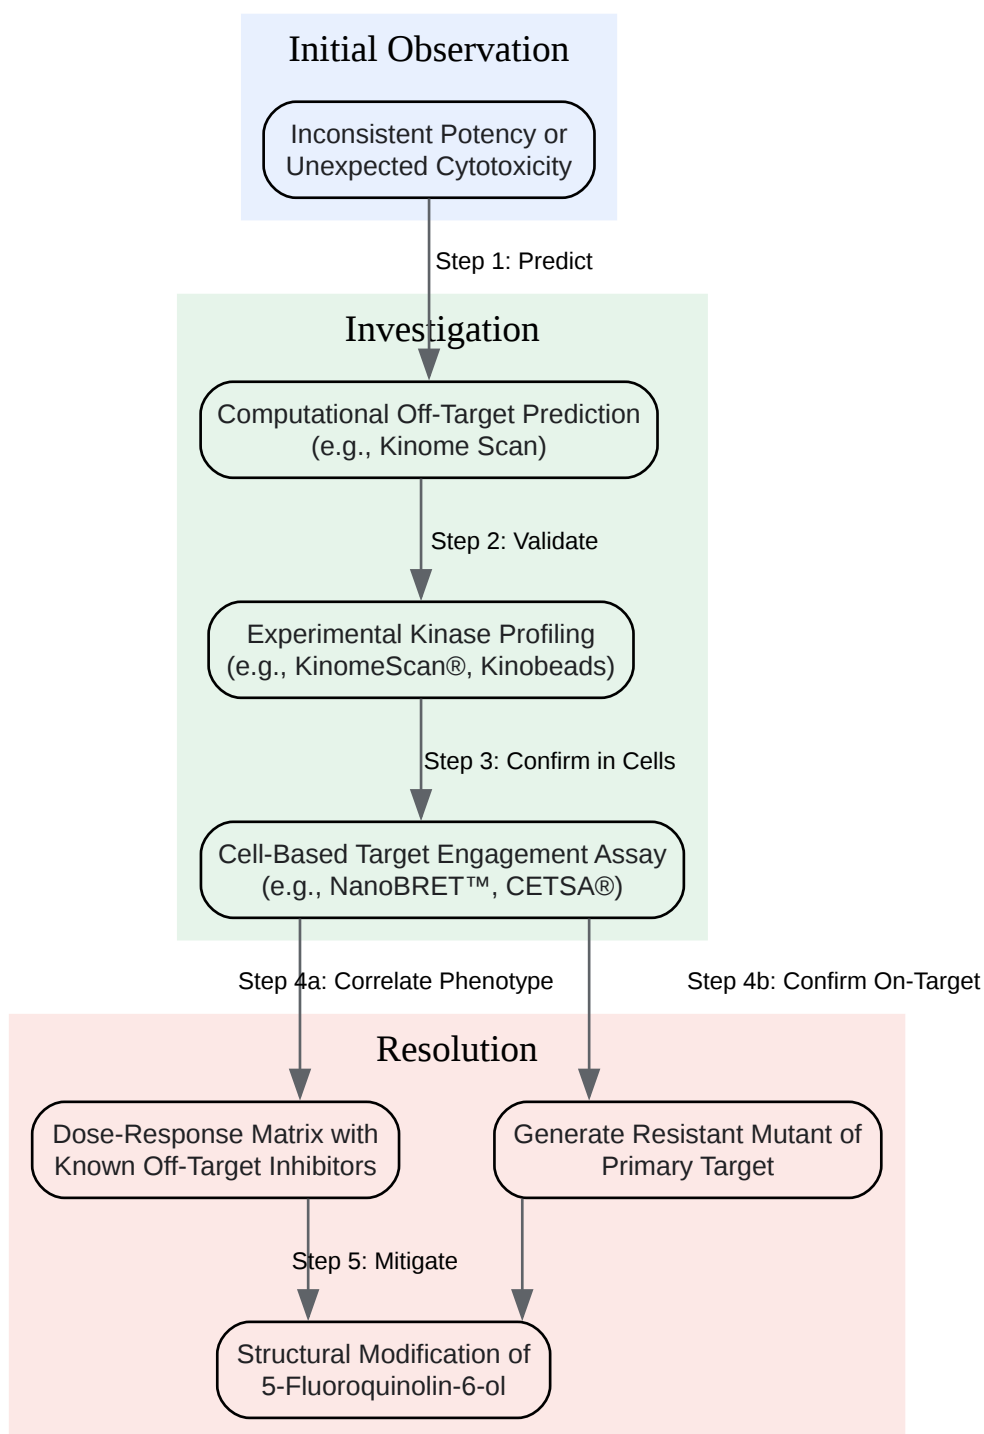 Initial Observation
Inconsistent Potency or
Unexpected Cytotoxicity
Step 1: Predict
Investigation
Computational Off-Target Prediction
(e.g., Kinome Scan)
Step 2: Validate
Experimental Kinase Profiling
(e.g., KinomeScan®, Kinobeads)
Step 3: Confirm in Cells
Cell-Based Target Engagement Assay
(e.g., NanoBRET™, CETSA®)
Step 4a: Correlate Phenotype
Step 4b: Confirm On-Target
Resolution
Dose-Response Matrix with
Known Off-Target Inhibitors
Generate Resistant Mutant of
Primary Target
Step 5: Mitigate
Structural Modification of
5-Fluoroquinolin-6-ol